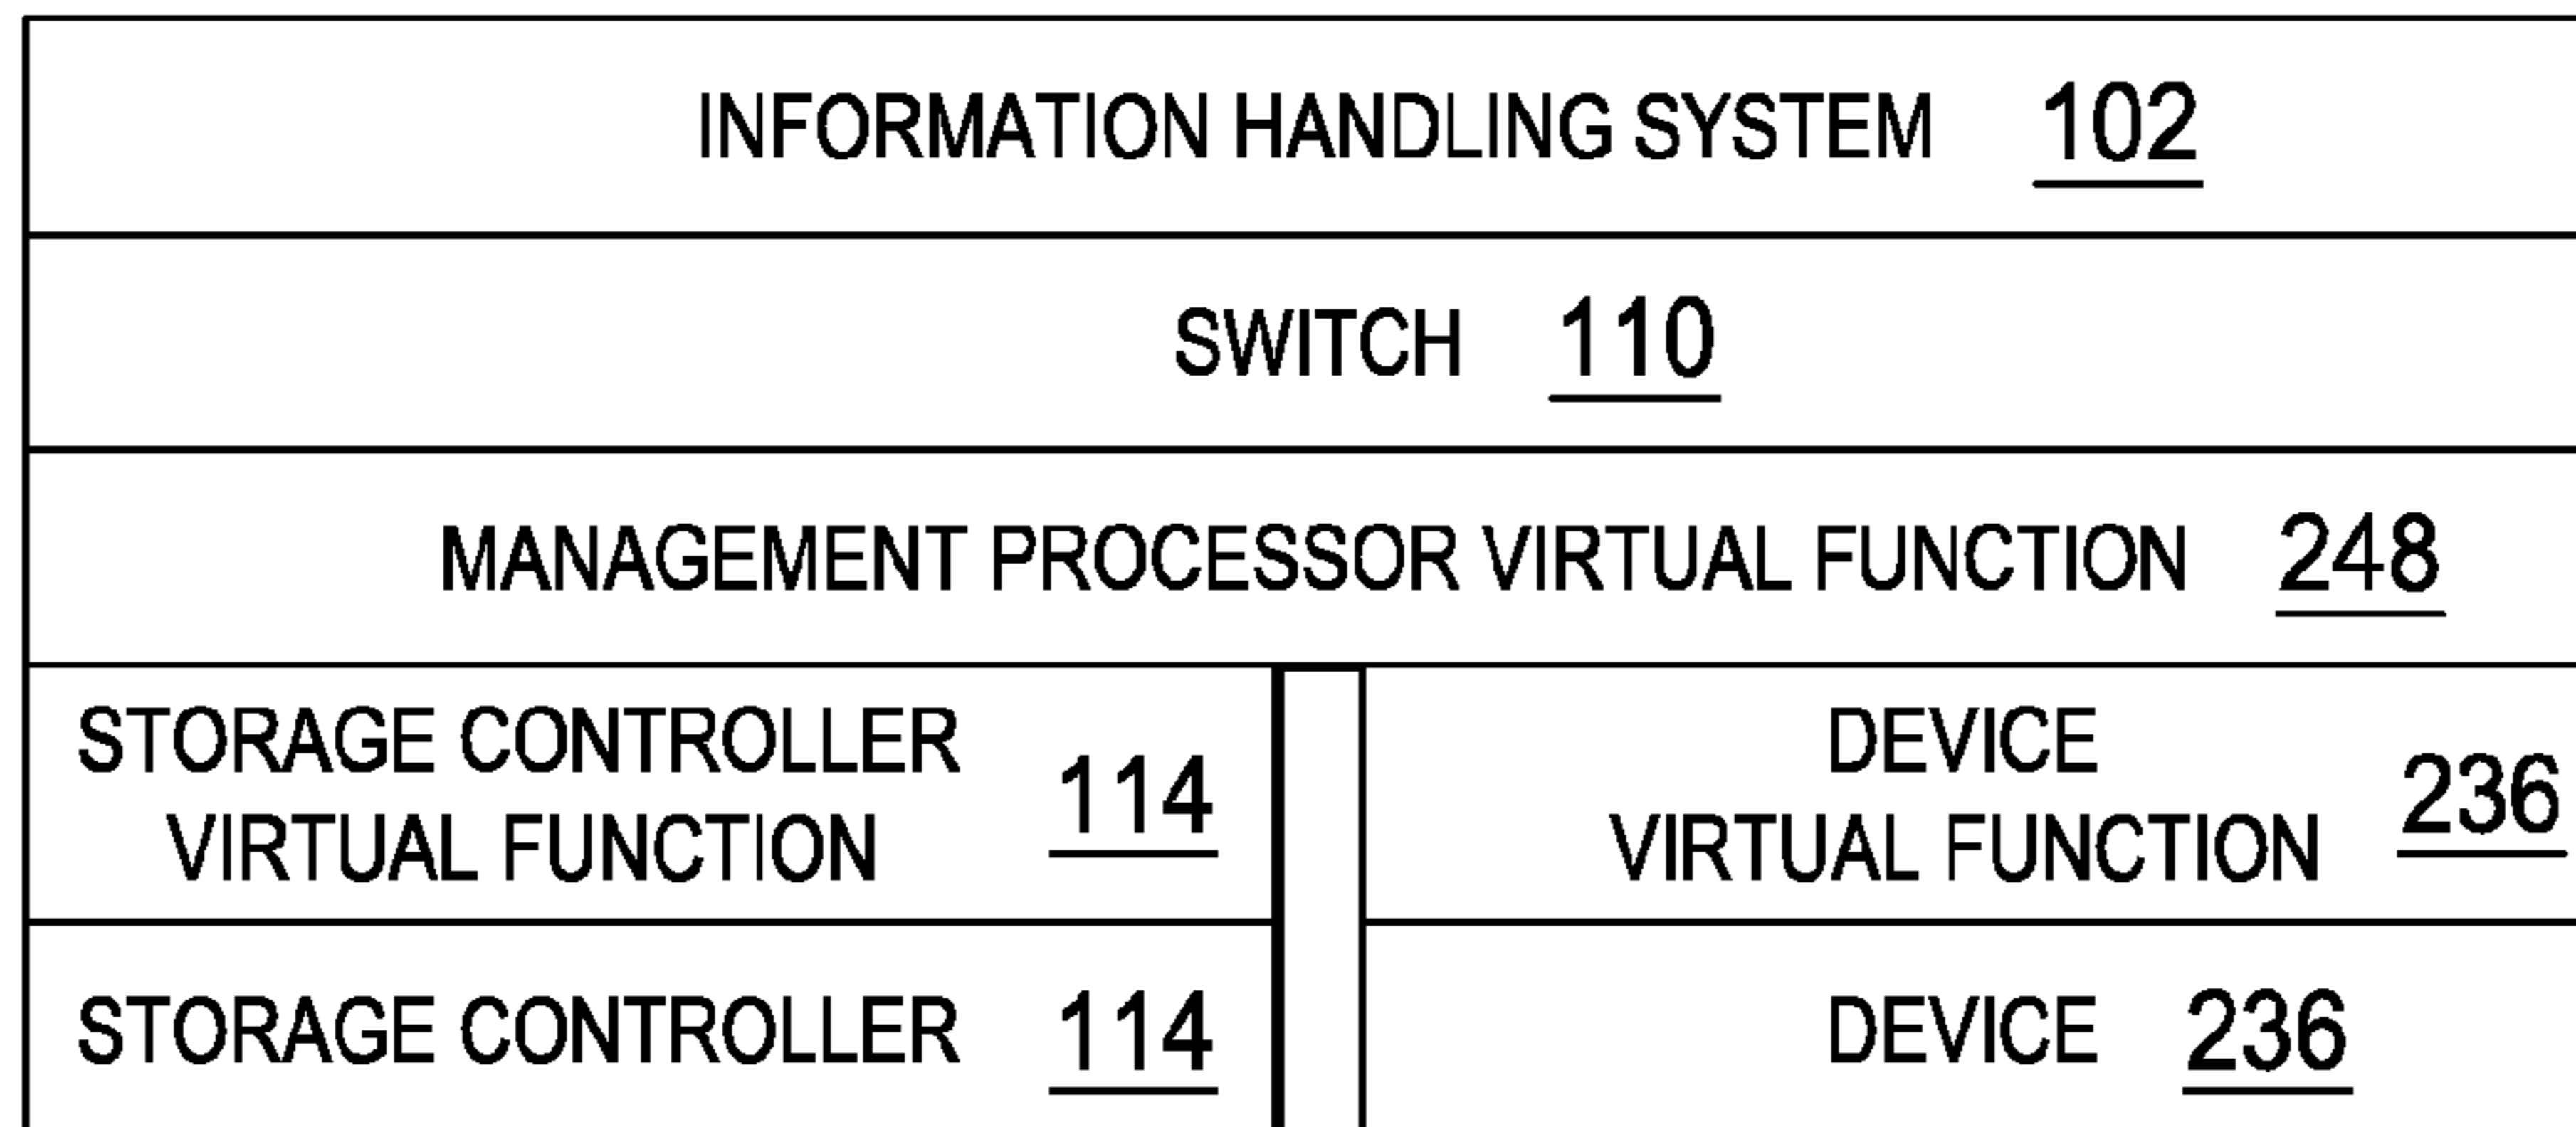 INFORMATION HANDLING SYSTEM 102
SWITCH 110
MANAGEMENT PROCESSOR VIRTUAL FUNCTION 248
STORAGE CONTROLLER
VIRTUAL FUNCTION 114
DEVICE
VIRTUAL FUNCTION 236
STORAGE CONTROLLER 114
DEVICE 236